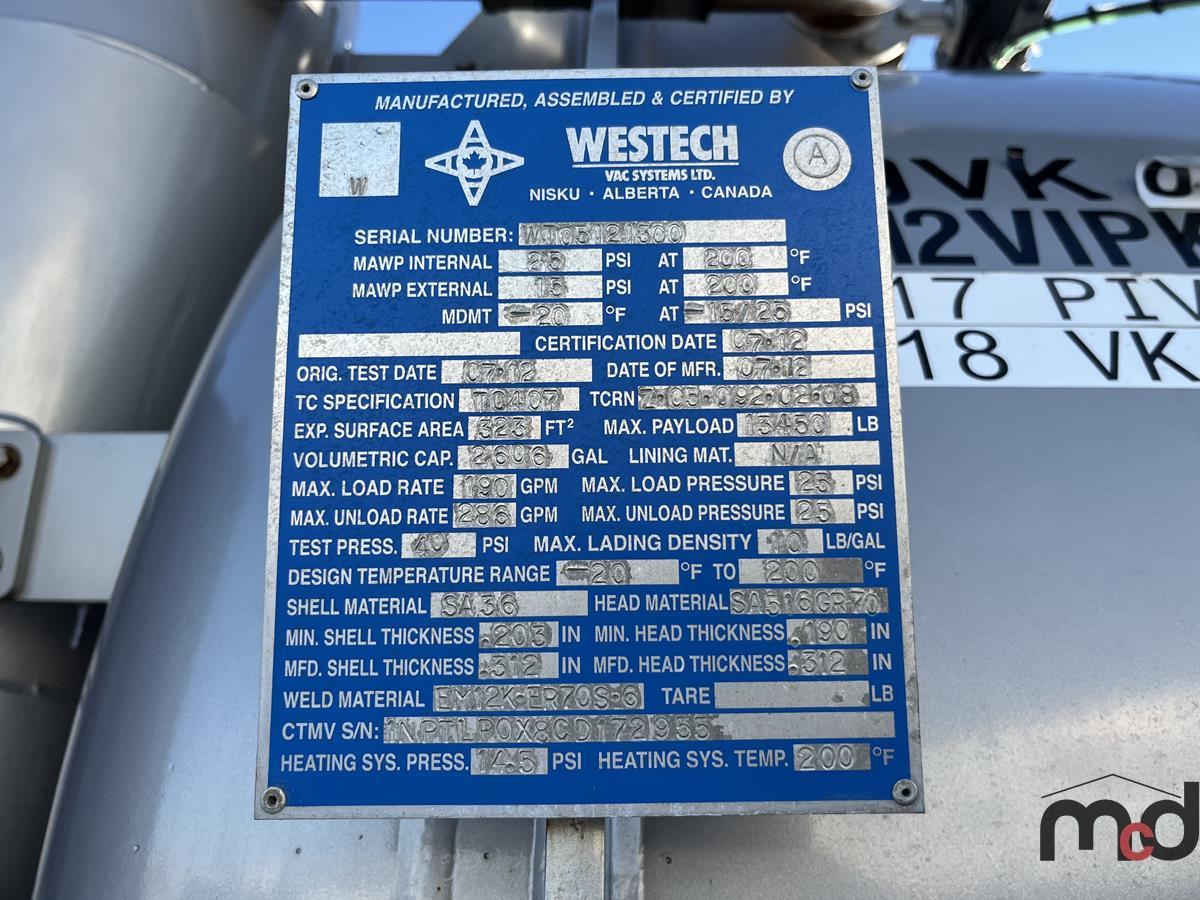 MANUFACTURED, ASSEMBLED & CERTIFIED BY
W
WESTECH
VAC SYSTEMS LTD.
NISKU · ALBERTA · CANADA
A
SERIAL NUMBER: WT05121360
MAWP INTERNAL 25 PSI AT 200 °F
MAWP EXTERNAL 15 PSI AT 200 °F
MDMT -20 °F AT -15/25 PSI
CERTIFICATION DATE 07·12
ORIG. TEST DATE 07·12 DATE OF MFR. 07·12
TC SPECIFICATION TC407 TCRN Z·05·092·02·08
EXP. SURFACE AREA 323 FT² MAX. PAYLOAD 13450 LB
VOLUMETRIC CAP. 2606 GAL LINING MAT. N/A
MAX. LOAD RATE 190 GPM MAX. LOAD PRESSURE 25 PSI
MAX. UNLOAD RATE 286 GPM MAX. UNLOAD PRESSURE 25 PSI
TEST PRESS. 40 PSI MAX. LADING DENSITY 10 LB/GAL
DESIGN TEMPERATURE RANGE -20 °F TO 200 °F
SHELL MATERIAL SA36 HEAD MATERIAL SA516GR70
MIN. SHELL THICKNESS .203 IN MIN. HEAD THICKNESS .190 IN
MFD. SHELL THICKNESS .312 IN MFD. HEAD THICKNESS .312 IN
WELD MATERIAL EM12K·ER70S·6 TARE LB
CTMV S/N: 1NPTLP0X8CD172955
HEATING SYS. PRESS. 14.5 PSI HEATING SYS. TEMP. 200 °F
VK
2VIPK
17 PIV
18 VK
mcd